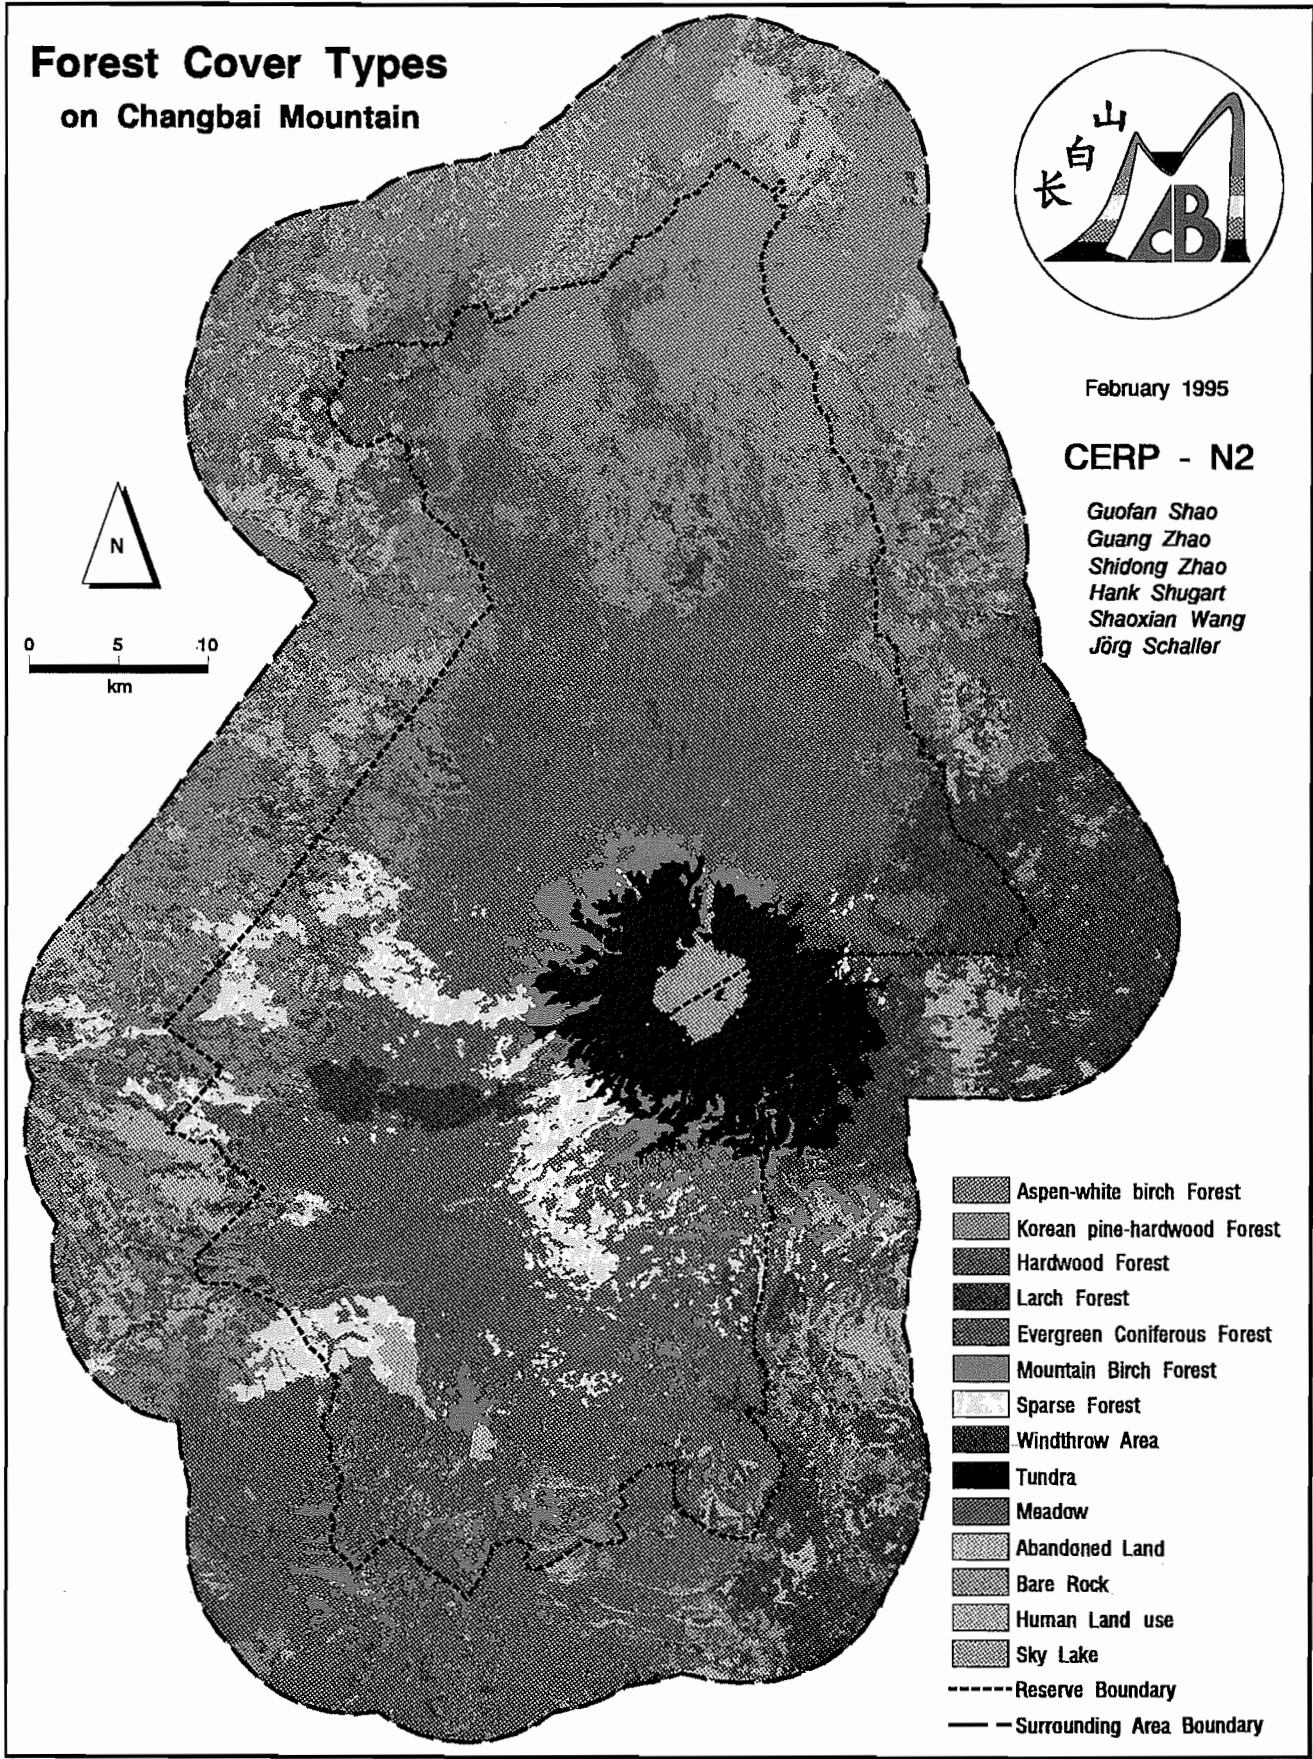 Forest Cover Types
on Changbai Mountain
长白山
CB
February 1995
CERP - N2
Guofan Shao
Guang Zhao
Shidong Zhao
Hank Shugart
Shaoxian Wang
Jörg Schaller
N
0 5 10
km
Aspen-white birch Forest
Korean pine-hardwood Forest
Hardwood Forest
Larch Forest
Evergreen Coniferous Forest
Mountain Birch Forest
Sparse Forest
Windthrow Area
Tundra
Meadow
Abandoned Land
Bare Rock
Human Land use
Sky Lake
Reserve Boundary
Surrounding Area Boundary